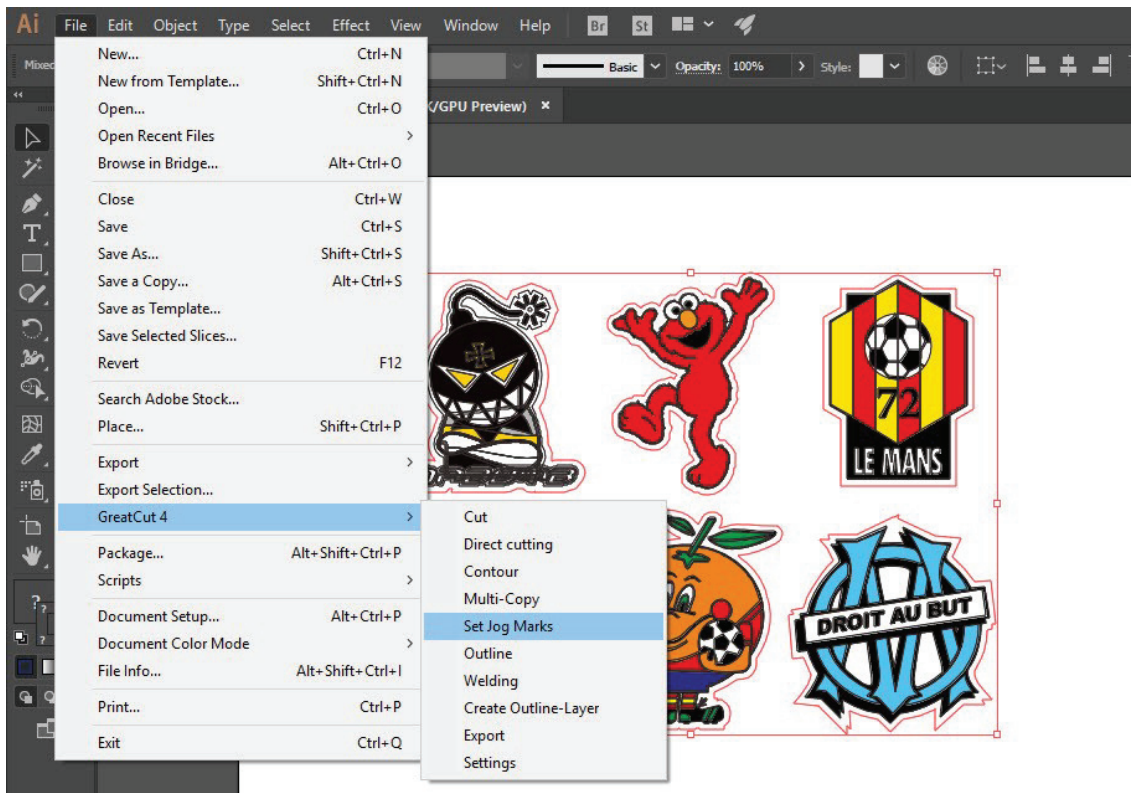 Ai File Edit Object Type Select Effect View Window Help Br St
Mixed Basic Opacity: 100% Style:
/GPU Preview) ×
New... Ctrl+N
New from Template... Shift+Ctrl+N
Open... Ctrl+O
Open Recent Files
Browse in Bridge... Alt+Ctrl+O
Close Ctrl+W
Save Ctrl+S
Save As... Shift+Ctrl+S
Save a Copy... Alt+Ctrl+S
Save as Template...
Save Selected Slices...
Revert F12
Search Adobe Stock...
Place... Shift+Ctrl+P
Export
Export Selection...
GreatCut 4
Package... Alt+Shift+Ctrl+P
Scripts
Document Setup... Alt+Ctrl+P
Document Color Mode
File Info... Alt+Shift+Ctrl+I
Print... Ctrl+P
Exit Ctrl+Q
Cut
Direct cutting
Contour
Multi-Copy
Set Jog Marks
Outline
Welding
Create Outline-Layer
Export
Settings
72
LE MANS
DROIT AU BUT